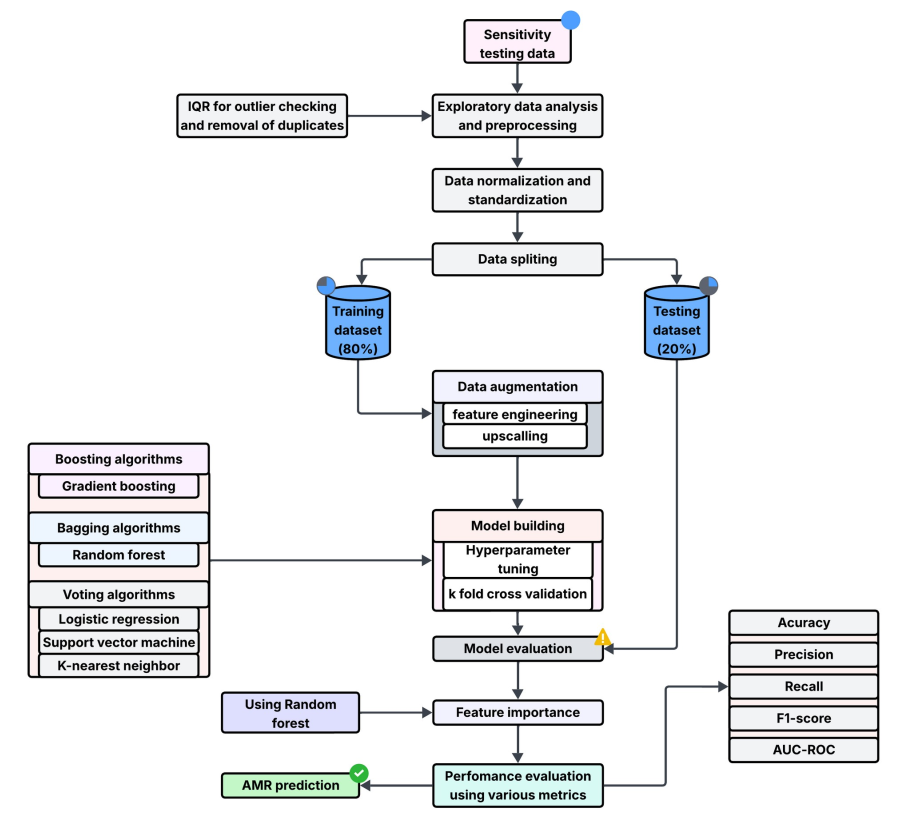 Sensitivity
testing data
IQR for outlier checking
and removal of duplicates
Exploratory data analysis
and preprocessing
Data normalization and
standardization
Data spliting
Training
dataset
(80%)
Testing
dataset
(20%)
Data augmentation
feature engineering
upscalling
Boosting algorithms
Gradient boosting
Bagging algorithms
Random forest
Voting algorithms
Logistic regression
Support vector machine
K-nearest neighbor
Model building
Hyperparameter
tuning
k fold cross validation
Model evaluation
Using Random
forest
Feature importance
Acuracy
Precision
Recall
F1-score
AUC-ROC
AMR prediction
Perfomance evaluation
using various metrics